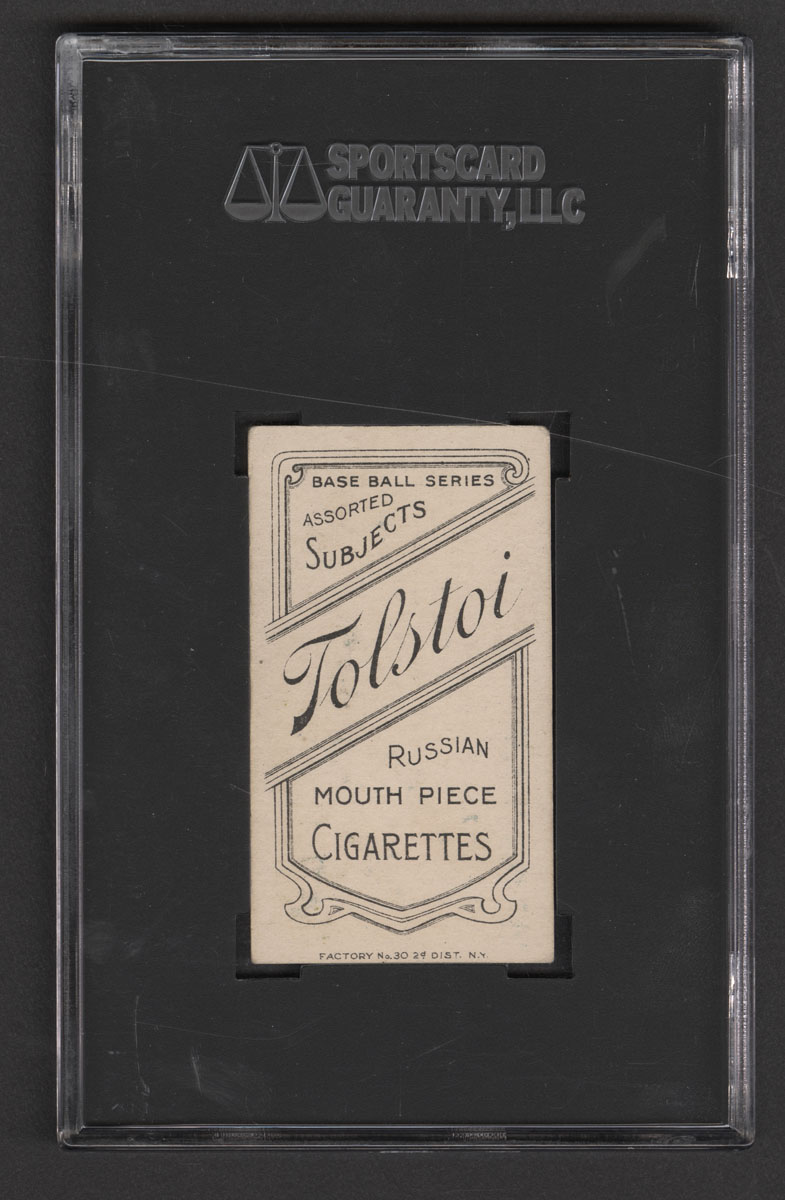 SPORTSCARD
GUARANTY, LLC
BASE BALL SERIES
ASSORTED
SUBJECTS
Tolstoi
RUSSIAN
MOUTH PIECE
CIGARETTES
FACTORY No. 30 2d DIST. N.Y.